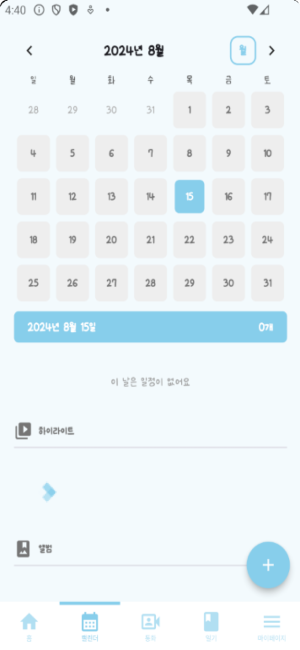 4:40
2024년 8월
월
일 월 화 수 목 금 토
28 29 30 31 1 2 3
4 5 6 7 8 9 10
11 12 13 14 15 16 17
18 19 20 21 22 23 24
25 26 27 28 29 30 31
2024년 8월 15일 0개
이 날은 일정이 없어요
하이라이트
앨범
+
홈 캘린더 일기 마이페이지